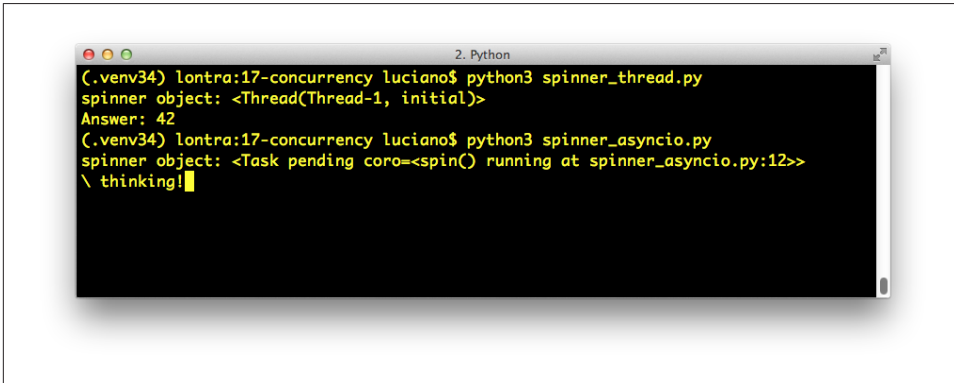 2. Python
(.venv34) lontra:17-concurrency luciano$ python3 spinner_thread.py
spinner object: <Thread(Thread-1, initial)>
Answer: 42
(.venv34) lontra:17-concurrency luciano$ python3 spinner_asyncio.py
spinner object: <Task pending coro=<spin() running at spinner_asyncio.py:12>>
\ thinking!